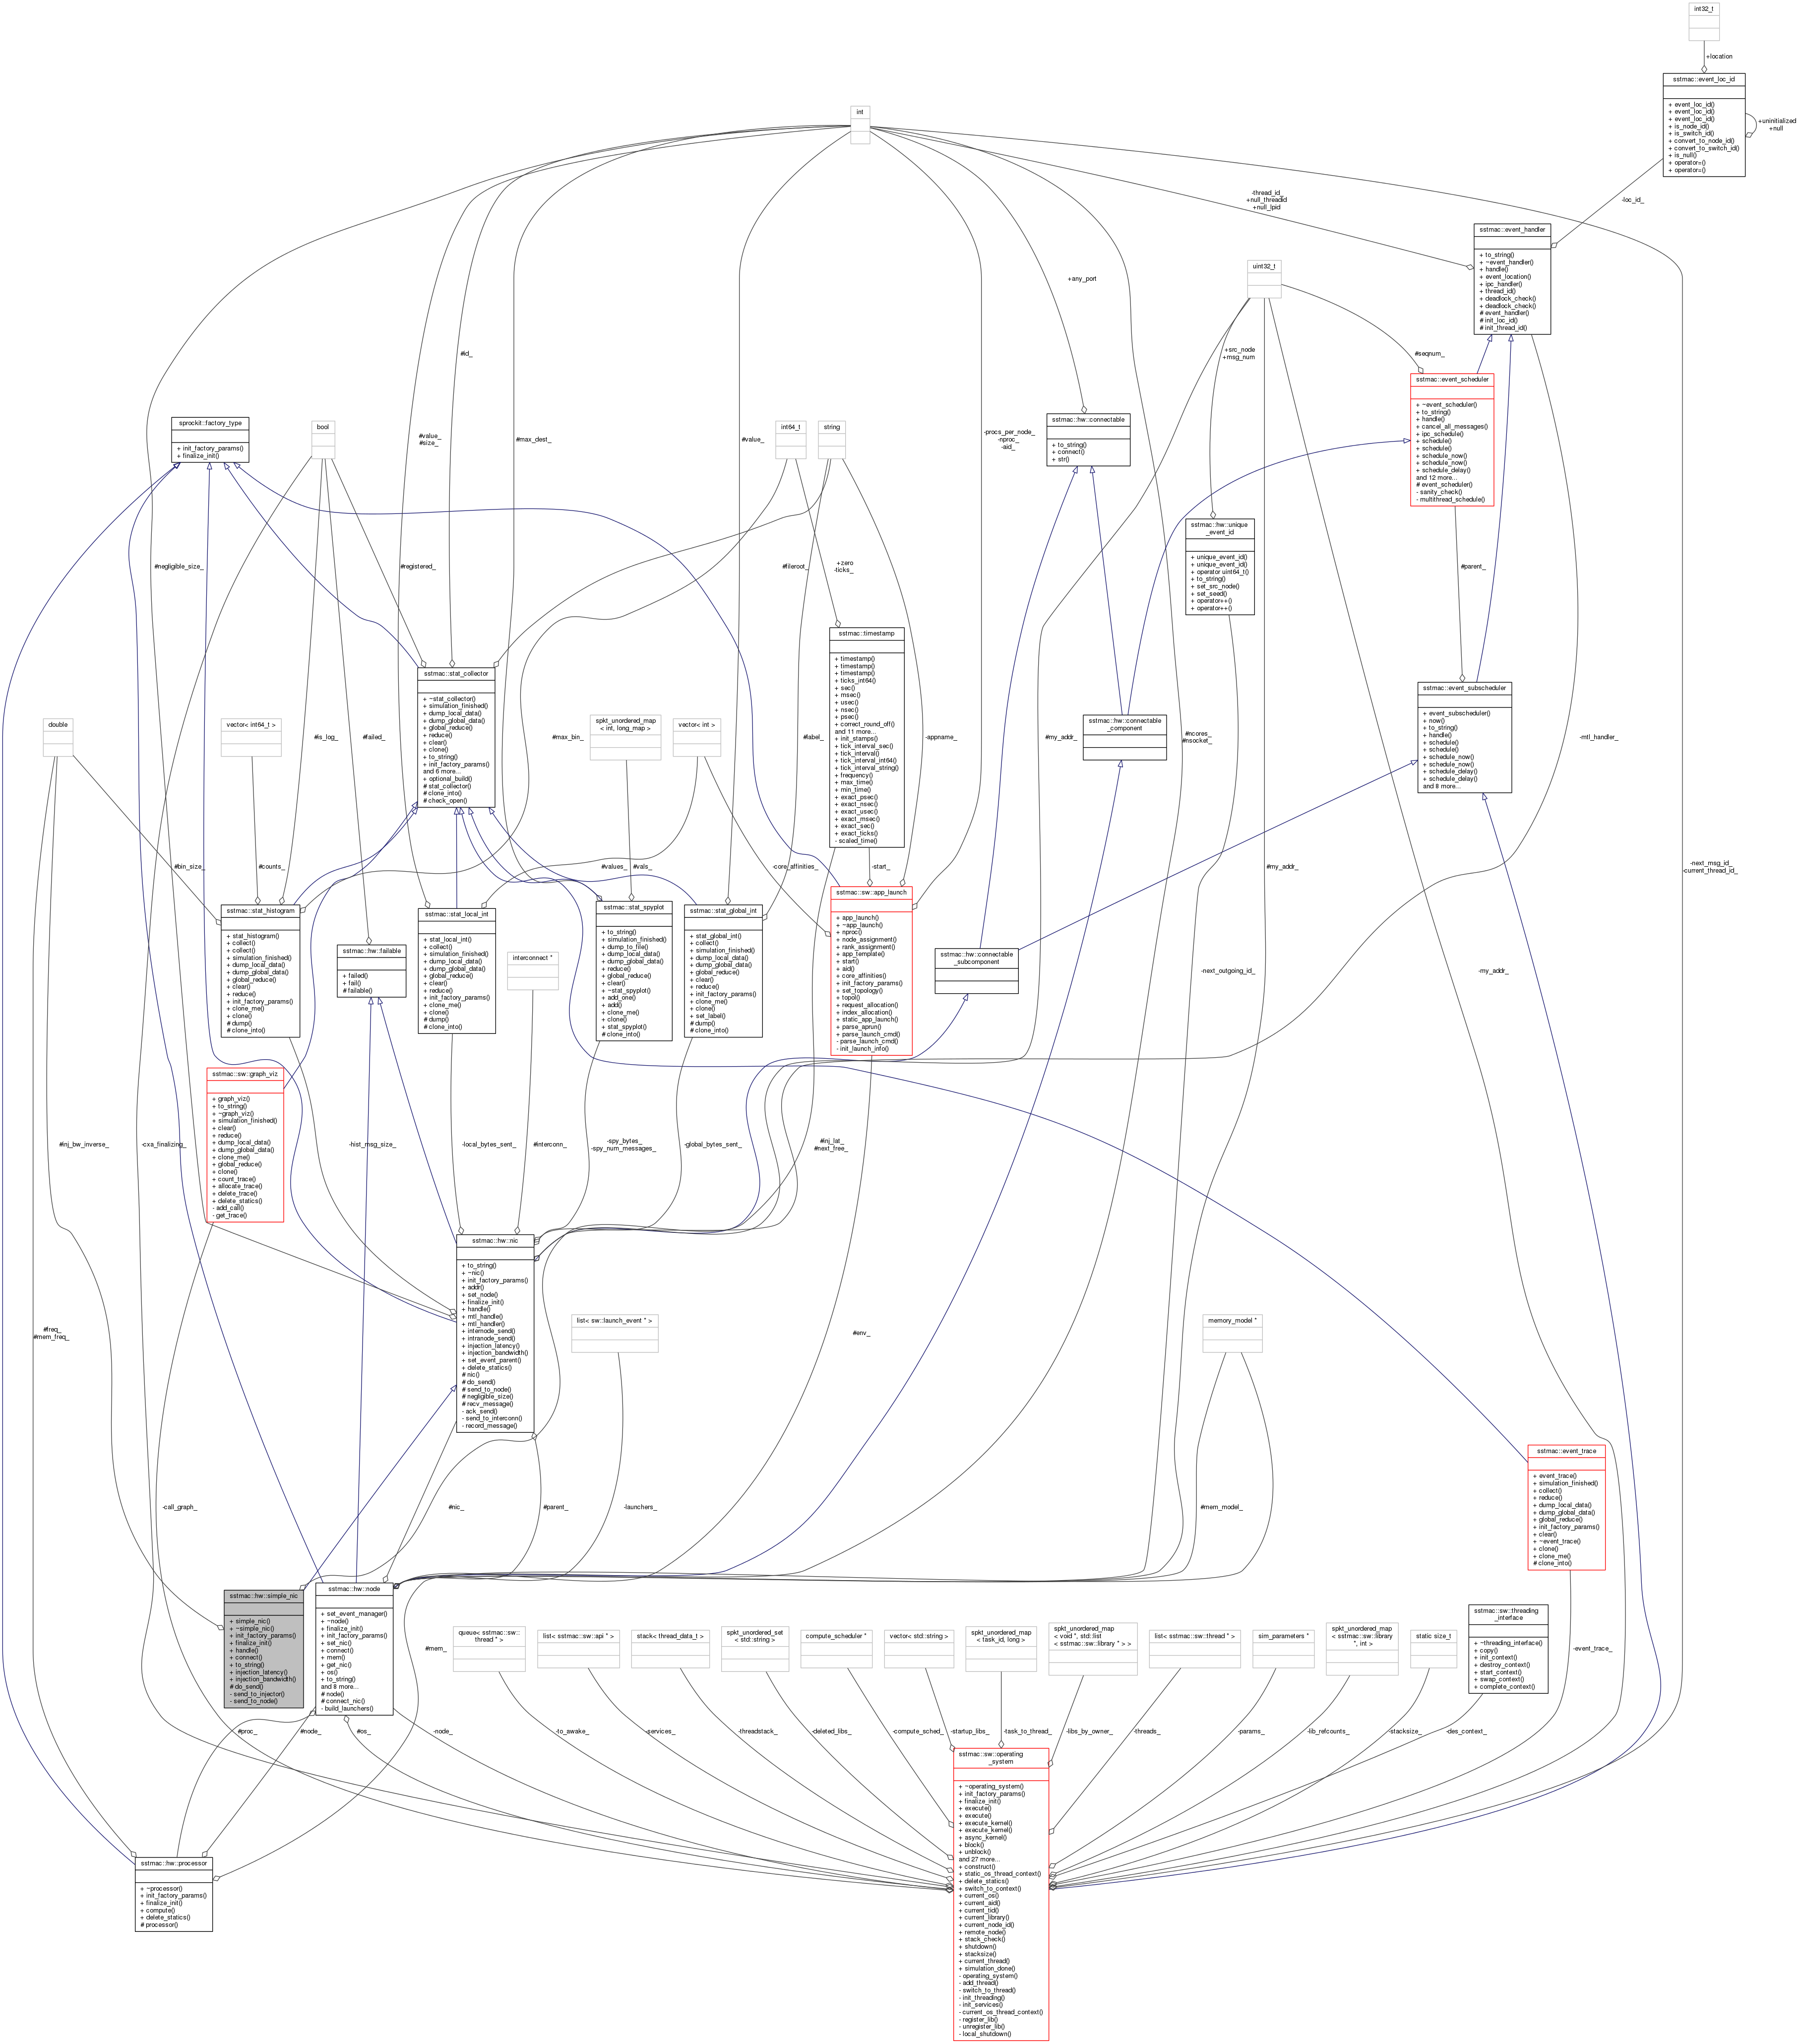 int32_t
+location
sstmac::event_loc_id
+ event_loc_id()
+ event_loc_id()
+ event_loc_id()
+ is_node_id()
+ is_switch_id()
+ convert_to_node_id()
+ convert_to_switch_id()
+ is_null()
+ operator=()
+ operator=()
+uninitialized
+null
int
-thread_id_
+null_threadid
+null_lpid
-loc_id_
sstmac::event_handler
+ to_string()
+ ~event_handler()
+ handle()
+ event_location()
+ ipc_handler()
+ thread_id()
+ deadlock_check()
+ deadlock_check()
# event_handler()
# init_loc_id()
# init_thread_id()
uint32_t
+any_port
+src_node
+msg_num
#seqnum_
#id_
sstmac::event_scheduler
+ ~event_scheduler()
+ to_string()
+ handle()
+ cancel_all_messages()
+ ipc_schedule()
+ schedule()
+ schedule()
+ schedule_now()
+ schedule_now()
+ schedule_delay()
and 12 more...
# event_scheduler()
- sanity_check()
- multithread_schedule()
sprockit::factory_type
+ init_factory_params()
+ finalize_init()
bool
#value_
#size_
#max_dest_
#value_
int64_t
string
-procs_per_node_
-nproc_
-aid_
sstmac::hw::connectable
+ to_string()
+ connect()
+ str()
sstmac::hw::unique
_event_id
+ unique_event_id()
+ unique_event_id()
+ operator uint64_t()
+ to_string()
+ set_src_node()
+ set_seed()
+ operator++()
+ operator++()
#negligible_size_
#registered_
#fileroot_
+zero
-ticks_
#parent_
sstmac::timestamp
+ timestamp()
+ timestamp()
+ timestamp()
+ ticks_int64()
+ sec()
+ msec()
+ usec()
+ nsec()
+ psec()
+ correct_round_off()
and 11 more...
+ init_stamps()
+ tick_interval_sec()
+ tick_interval()
+ tick_interval_int64()
+ tick_interval_string()
+ frequency()
+ max_time()
+ min_time()
+ exact_psec()
+ exact_nsec()
+ exact_usec()
+ exact_msec()
+ exact_sec()
+ exact_ticks()
- scaled_time()
sstmac::stat_collector
+ ~stat_collector()
+ simulation_finished()
+ dump_local_data()
+ dump_global_data()
+ global_reduce()
+ reduce()
+ clear()
+ clone()
+ to_string()
+ init_factory_params()
and 6 more...
+ optional_build()
# stat_collector()
# clone_into()
# check_open()
sstmac::event_subscheduler
+ event_subscheduler()
+ now()
+ to_string()
+ handle()
+ schedule()
+ schedule()
+ schedule_now()
+ schedule_now()
+ schedule_delay()
+ schedule_delay()
and 8 more...
double
vector< int64_t >
#is_log_
#failed_
#max_bin_
spkt_unordered_map
< int, long_map >
vector< int >
#label_
-appname_
#my_addr_
sstmac::hw::connectable
_component
#ncores_
#nsocket_
-mtl_handler_
#bin_size_
#counts_
#values_
#vals_
-core_affinities_
-start_
#my_addr_
-next_msg_id_
-current_thread_id_
sstmac::stat_histogram
+ stat_histogram()
+ collect()
+ collect()
+ simulation_finished()
+ dump_local_data()
+ dump_global_data()
+ global_reduce()
+ clear()
+ reduce()
+ init_factory_params()
+ clone_me()
+ clone()
# dump()
# clone_into()
sstmac::hw::failable
+ failed()
+ fail()
# failable()
sstmac::stat_local_int
+ stat_local_int()
+ collect()
+ simulation_finished()
+ dump_local_data()
+ dump_global_data()
+ global_reduce()
+ clear()
+ reduce()
+ init_factory_params()
+ clone_me()
+ clone()
# dump()
# clone_into()
interconnect *
sstmac::stat_spyplot
+ to_string()
+ simulation_finished()
+ dump_to_file()
+ dump_local_data()
+ dump_global_data()
+ reduce()
+ global_reduce()
+ clear()
+ ~stat_spyplot()
+ add_one()
+ add()
+ clone_me()
+ clone()
+ stat_spyplot()
# clone_into()
sstmac::stat_global_int
+ stat_global_int()
+ collect()
+ simulation_finished()
+ dump_local_data()
+ dump_global_data()
+ global_reduce()
+ clear()
+ reduce()
+ init_factory_params()
+ clone_me()
+ clone()
+ set_label()
# dump()
# clone_into()
sstmac::sw::app_launch
+ app_launch()
+ ~app_launch()
+ nproc()
+ node_assignment()
+ rank_assignment()
+ app_template()
+ start()
+ aid()
+ core_affinities()
+ init_factory_params()
+ set_topology()
+ topol()
+ request_allocation()
+ index_allocation()
+ static_app_launch()
+ parse_aprun()
+ parse_launch_cmd()
- parse_launch_cmd()
- init_launch_info()
sstmac::hw::connectable
_subcomponent
-next_outgoing_id_
-my_addr_
sstmac::sw::graph_viz
+ graph_viz()
+ to_string()
+ ~graph_viz()
+ simulation_finished()
+ clear()
+ reduce()
+ dump_local_data()
+ dump_global_data()
+ clone_me()
+ global_reduce()
+ clone()
+ count_trace()
+ allocate_trace()
+ delete_trace()
+ delete_statics()
- add_call()
- get_trace()
#inj_bw_inverse_
-cxa_finalizing_
-hist_msg_size_
-local_bytes_sent_
#interconn_
-spy_bytes_
-spy_num_messages_
-global_bytes_sent_
#inj_lat_
#next_free_
sstmac::hw::nic
+ to_string()
+ ~nic()
+ init_factory_params()
+ addr()
+ set_node()
+ finalize_init()
+ handle()
+ mtl_handle()
+ mtl_handler()
+ internode_send()
+ intranode_send()
+ injection_latency()
+ injection_bandwidth()
+ set_event_parent()
+ delete_statics()
# nic()
# do_send()
# send_to_node()
# negligible_size()
# recv_message()
- ack_send()
- send_to_interconn()
- record_message()
#freq_
#mem_freq_
list< sw::launch_event * >
#env_
memory_model *
-call_graph_
#nic_
#parent_
-launchers_
#mem_model_
sstmac::event_trace
+ event_trace()
+ simulation_finished()
+ collect()
+ reduce()
+ dump_local_data()
+ dump_global_data()
+ global_reduce()
+ init_factory_params()
+ clear()
+ ~event_trace()
+ clone()
+ clone_me()
# clone_into()
sstmac::hw::simple_nic
+ simple_nic()
+ ~simple_nic()
+ init_factory_params()
+ finalize_init()
+ handle()
+ connect()
+ to_string()
+ injection_latency()
+ injection_bandwidth()
# do_send()
- send_to_injector()
- send_to_node()
sstmac::hw::node
+ set_event_manager()
+ ~node()
+ finalize_init()
+ init_factory_params()
+ set_nic()
+ connect()
+ mem()
+ get_nic()
+ os()
+ to_string()
and 8 more...
# node()
# connect_nic()
- build_launchers()
#mem_
queue< sstmac::sw::
thread * >
list< sstmac::sw::api * >
stack< thread_data_t >
spkt_unordered_set
< std::string >
compute_scheduler *
vector< std::string >
spkt_unordered_map
< task_id, long >
spkt_unordered_map
< void *, std::list
< sstmac::sw::library * > >
list< sstmac::sw::thread * >
sim_parameters *
spkt_unordered_map
< sstmac::sw::library
*, int >
static size_t
sstmac::sw::threading
_interface
+ ~threading_interface()
+ copy()
+ init_context()
+ destroy_context()
+ start_context()
+ swap_context()
+ complete_context()
-event_trace_
#proc_
#node_
#os_
-node_
-to_awake_
-services_
-threadstack_
-deleted_libs_
-compute_sched_
-startup_libs_
-task_to_thread_
-libs_by_owner_
-threads_
-params_
-lib_refcounts_
-stacksize_
-des_context_
sstmac::sw::operating
_system
+ ~operating_system()
+ init_factory_params()
+ finalize_init()
+ execute()
+ execute()
+ execute_kernel()
+ execute_kernel()
+ async_kernel()
+ block()
+ unblock()
and 27 more...
+ construct()
+ static_os_thread_context()
+ delete_statics()
+ switch_to_context()
+ current_os()
+ current_aid()
+ current_tid()
+ current_library()
+ current_node_id()
+ remote_node()
+ stack_check()
+ shutdown()
+ stacksize()
+ current_thread()
+ simulation_done()
- operating_system()
- add_thread()
- switch_to_thread()
- init_threading()
- init_services()
- current_os_thread_context()
- register_lib()
- unregister_lib()
- local_shutdown()
sstmac::hw::processor
+ ~processor()
+ init_factory_params()
+ finalize_init()
+ compute()
+ delete_statics()
# processor()